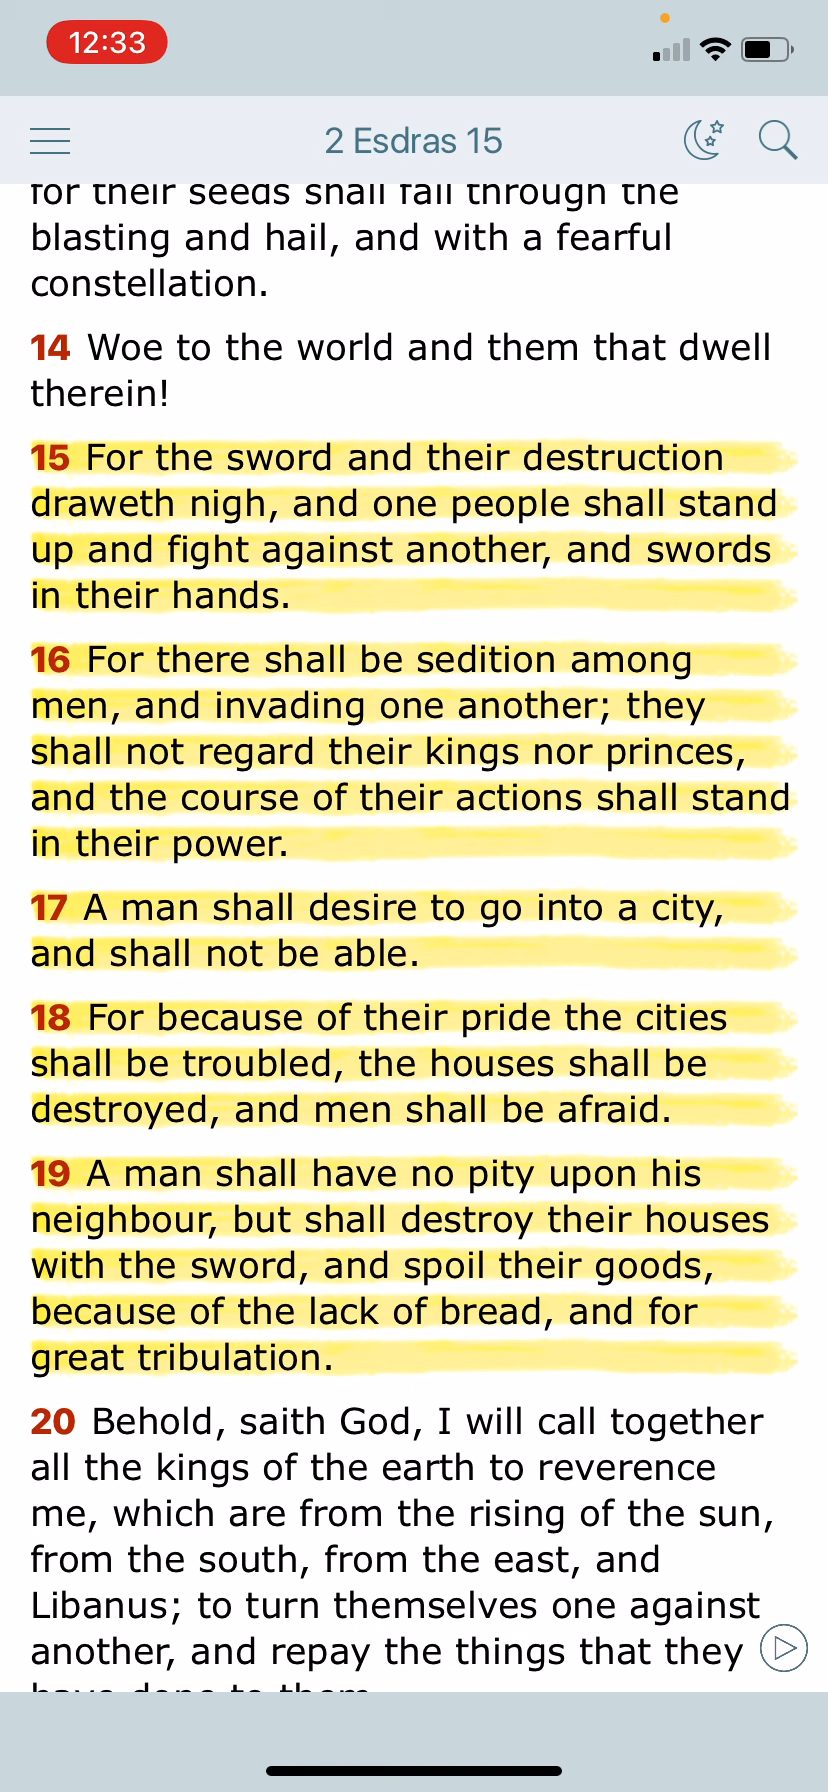 12:33
2 Esdras 15
for their seeds shall fail through the
blasting and hail, and with a fearful
constellation.
14 Woe to the world and them that dwell
therein!
15 For the sword and their destruction
draweth nigh, and one people shall stand
up and fight against another, and swords
in their hands.
16 For there shall be sedition among
men, and invading one another; they
shall not regard their kings nor princes,
and the course of their actions shall stand
in their power.
17 A man shall desire to go into a city,
and shall not be able.
18 For because of their pride the cities
shall be troubled, the houses shall be
destroyed, and men shall be afraid.
19 A man shall have no pity upon his
neighbour, but shall destroy their houses
with the sword, and spoil their goods,
because of the lack of bread, and for
great tribulation.
20 Behold, saith God, I will call together
all the kings of the earth to reverence
me, which are from the rising of the sun,
from the south, from the east, and
Libanus; to turn themselves one against
another, and repay the things that they
have done to them